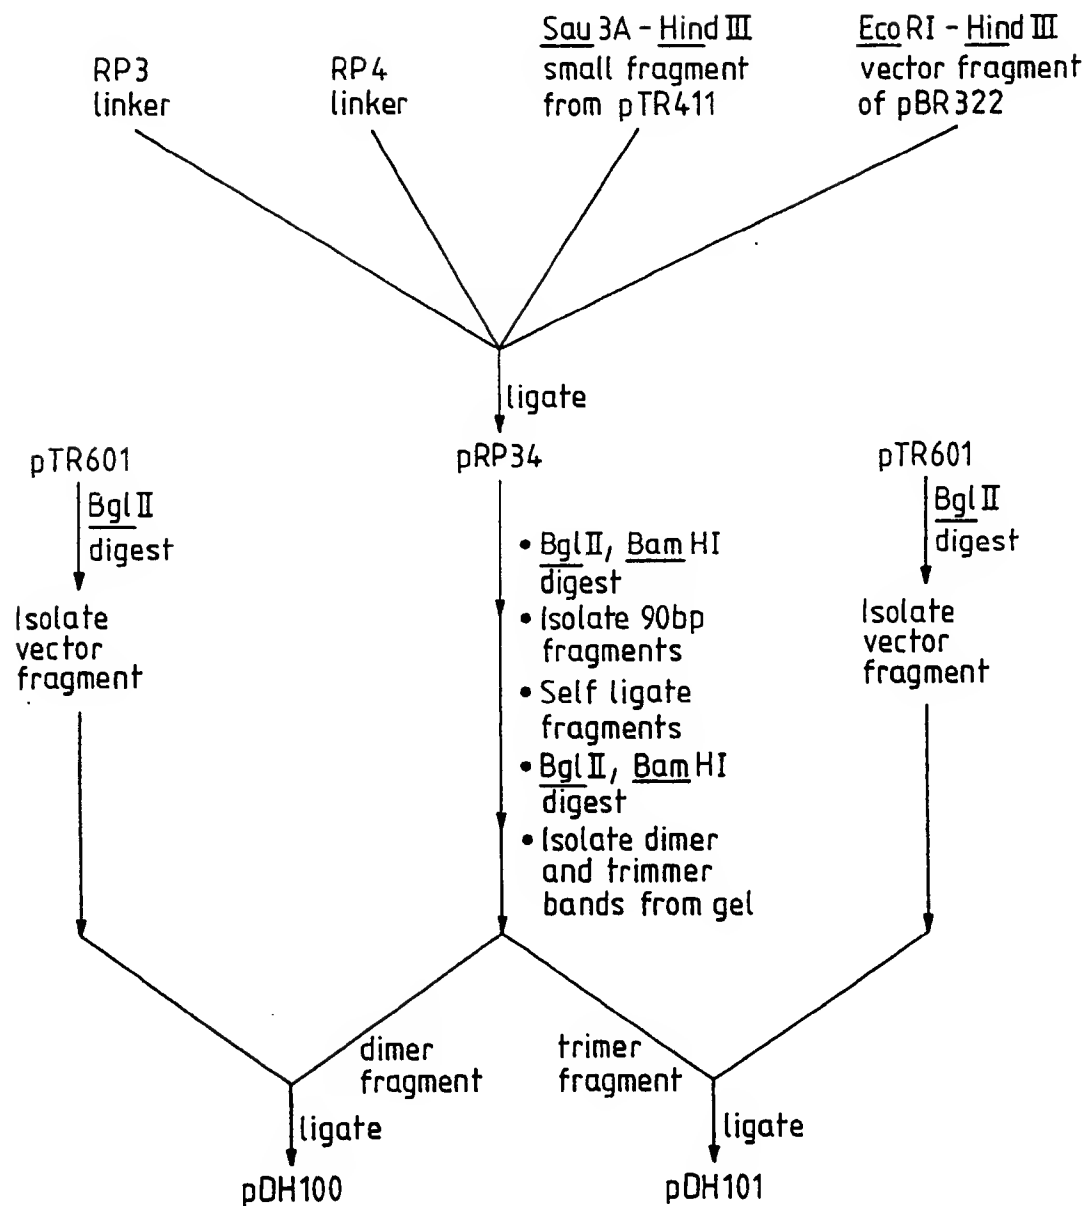 RP3
linker
RP4
linker
Sau 3A - Hind III
small fragment
from pTR411
Eco RI - Hind III
vector fragment
of pBR322
ligate
pTR601
Bgl II
digest
Isolate
vector
fragment
pRP34
• Bgl II, Bam HI
digest
• Isolate 90bp
fragments
• Self ligate
fragments
• Bgl II, Bam HI
digest
• Isolate dimer
and trimmer
bands from gel
pTR601
Bgl II
digest
Isolate
vector
fragment
dimer
fragment
trimer
fragment
ligate
pDH100
ligate
pDH101